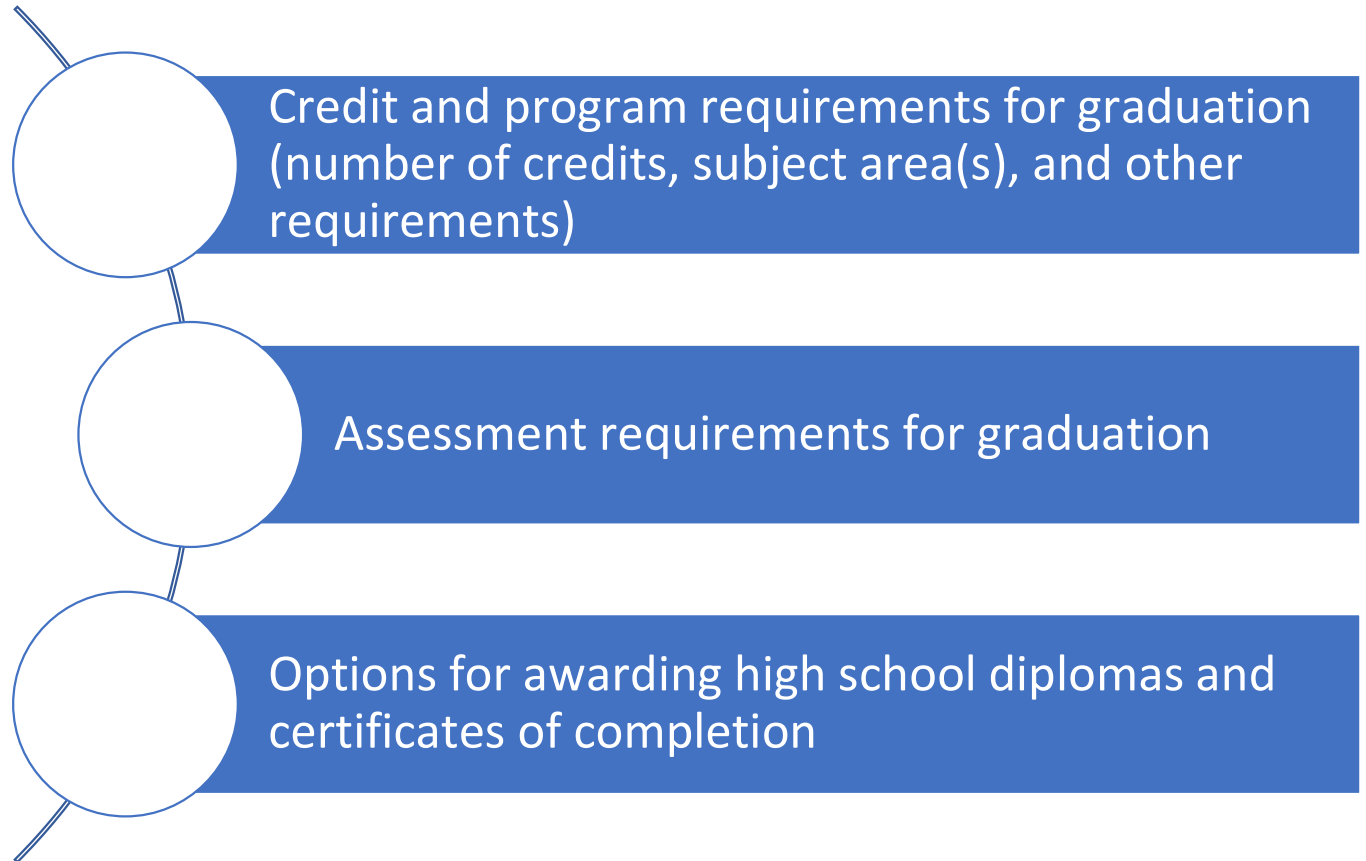 Credit and program requirements for graduation
(number of credits, subject area(s), and other
requirements)
Assessment requirements for graduation
Options for awarding high school diplomas and
certificates of completion